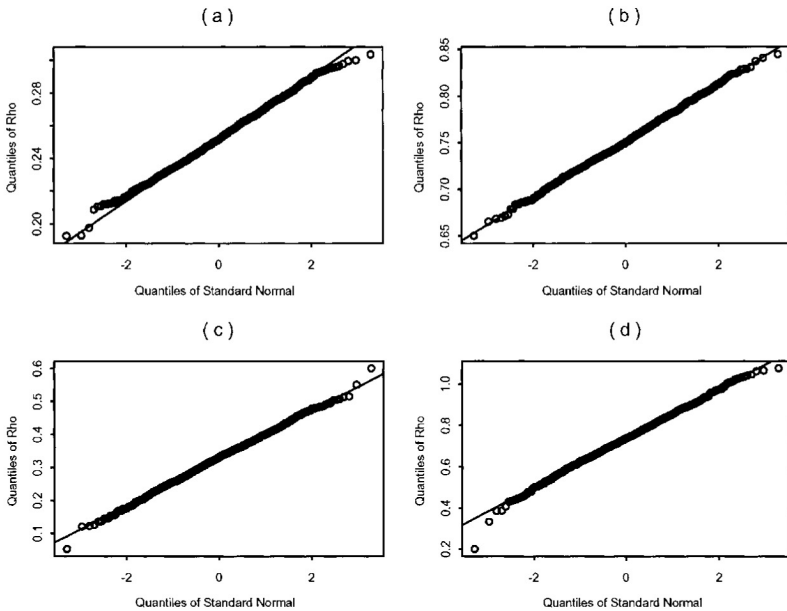 ( a )
Quantiles of Rho
0.20 0.24 0.28
-2 0 2
Quantiles of Standard Normal
( b )
Quantiles of Rho
0.65 0.70 0.75 0.80 0.85
-2 0 2
Quantiles of Standard Normal
( c )
Quantiles of Rho
0.1 0.2 0.3 0.4 0.5 0.6
-2 0 2
Quantiles of Standard Normal
( d )
Quantiles of Rho
0.2 0.4 0.6 0.8 1.0
-2 0 2
Quantiles of Standard Normal